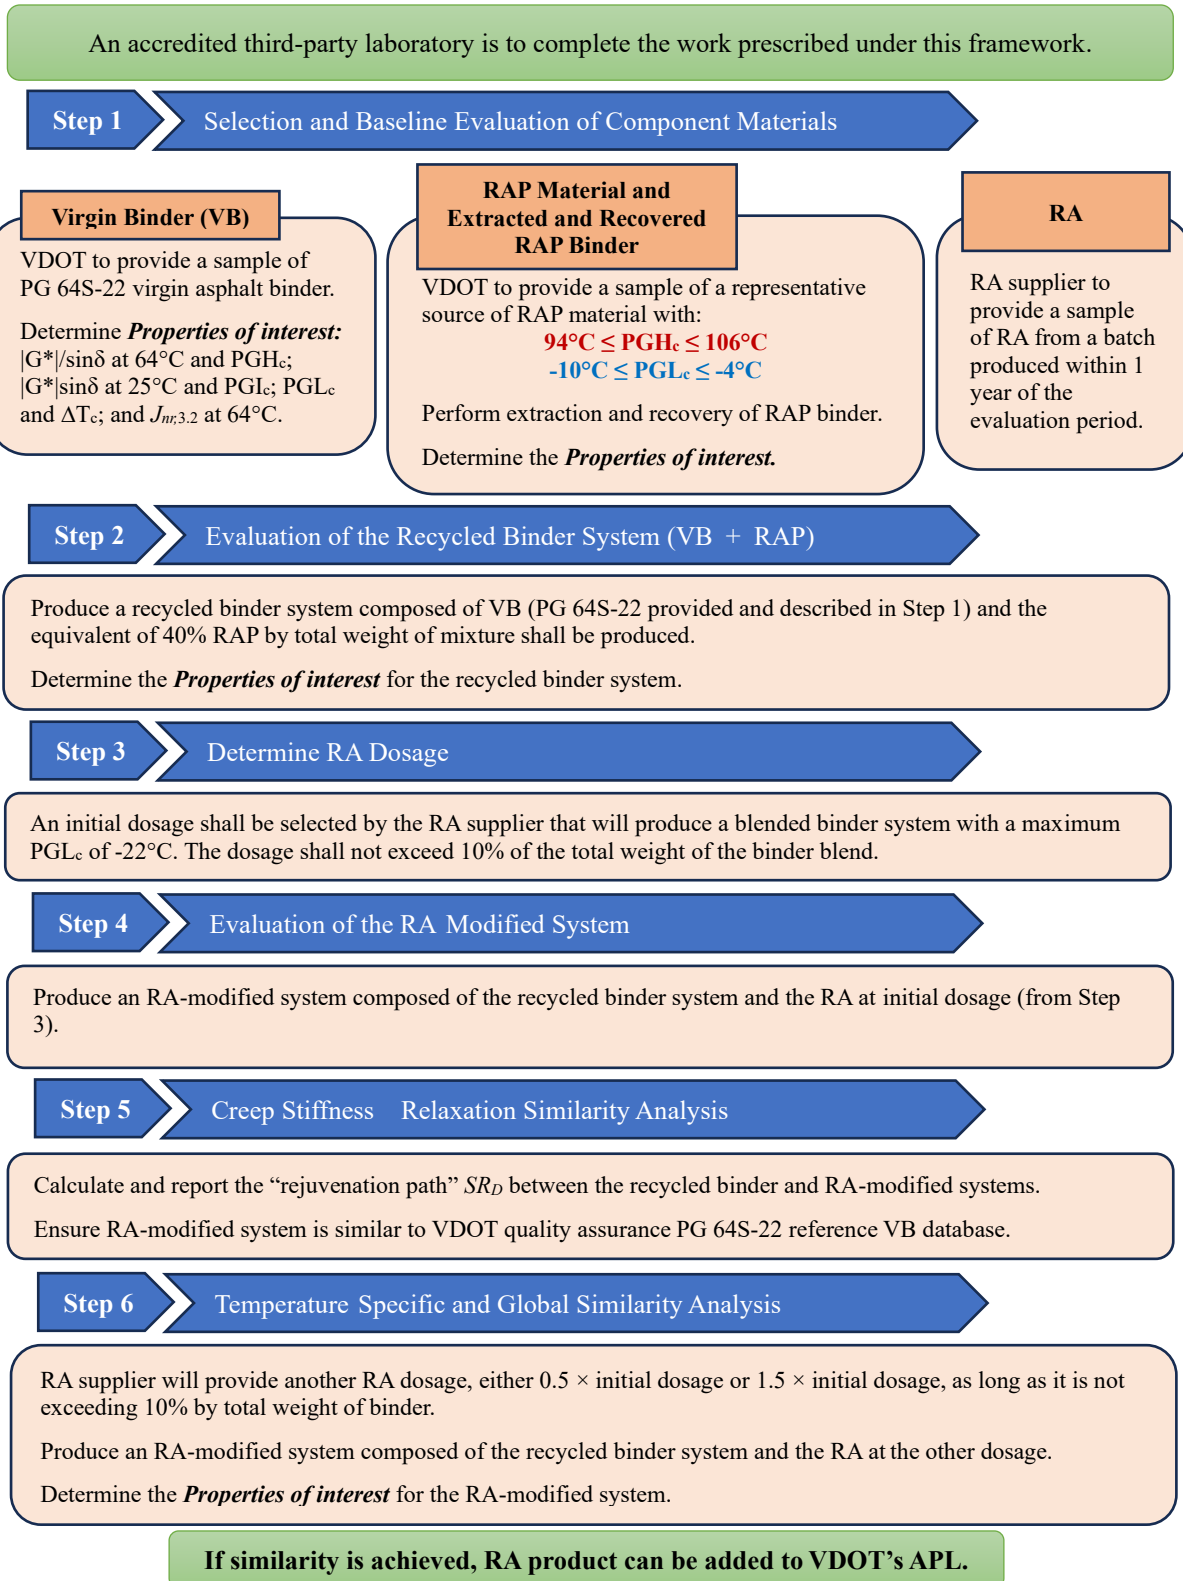 An accredited third-party laboratory is to complete the work prescribed under this framework.
Step 1
Selection and Baseline Evaluation of Component Materials
Virgin Binder (VB)
VDOT to provide a sample of
PG 64S-22 virgin asphalt binder.
Determine Properties of interest:
|G*|/sinδ at 64°C and PGHc;
|G*|sinδ at 25°C and PGIc; PGLc
and ΔTc; and Jnr,3.2 at 64°C.
RAP Material and
Extracted and Recovered
RAP Binder
VDOT to provide a sample of a representative
source of RAP material with:
94°C ≤ PGHc ≤ 106°C
-10°C ≤ PGLc ≤ -4°C
Perform extraction and recovery of RAP binder.
Determine the Properties of interest.
RA
RA supplier to
provide a sample
of RA from a batch
produced within 1
year of the
evaluation period.
Step 2
Evaluation of the Recycled Binder System (VB + RAP)
Produce a recycled binder system composed of VB (PG 64S-22 provided and described in Step 1) and the
equivalent of 40% RAP by total weight of mixture shall be produced.
Determine the Properties of interest for the recycled binder system.
Step 3
Determine RA Dosage
An initial dosage shall be selected by the RA supplier that will produce a blended binder system with a maximum
PGLc of -22°C. The dosage shall not exceed 10% of the total weight of the binder blend.
Step 4
Evaluation of the RA Modified System
Produce an RA-modified system composed of the recycled binder system and the RA at initial dosage (from Step
3).
Step 5
Creep Stiffness Relaxation Similarity Analysis
Calculate and report the “rejuvenation path” SRD between the recycled binder and RA-modified systems.
Ensure RA-modified system is similar to VDOT quality assurance PG 64S-22 reference VB database.
Step 6
Temperature Specific and Global Similarity Analysis
RA supplier will provide another RA dosage, either 0.5 × initial dosage or 1.5 × initial dosage, as long as it is not
exceeding 10% by total weight of binder.
Produce an RA-modified system composed of the recycled binder system and the RA at the other dosage.
Determine the Properties of interest for the RA-modified system.
If similarity is achieved, RA product can be added to VDOT’s APL.